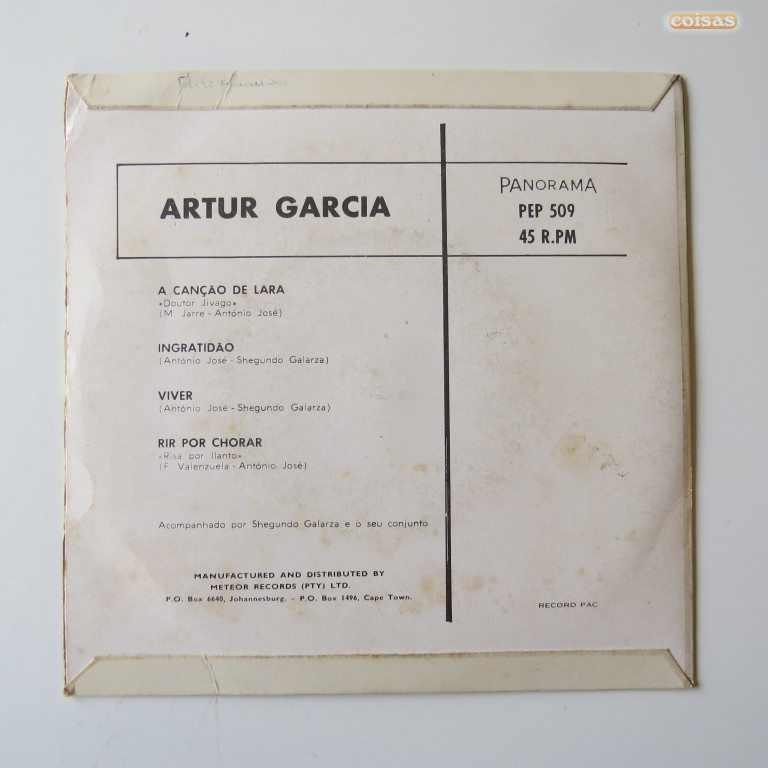 coisas
ARTUR GARCIA
PANORAMA
PEP 509
45 R.PM
A CANÇÃO DE LARA
«Doutor Jivago»
(M. Jarre - António José)
INGRATIDÃO
(António José - Shegundo Galarza)
VIVER
(António José - Shegundo Galarza)
RIR POR CHORAR
«Risa por llanto»
(F. Valenzuela - António José)
Acompanhado por Shegundo Galarza e o seu conjunto
MANUFACTURED AND DISTRIBUTED BY
METEOR RECORDS (PTY) LTD.
P.O. Box 6640, Johannesburg. – P.O. Box 1496, Cape Town.
RECORD PAC